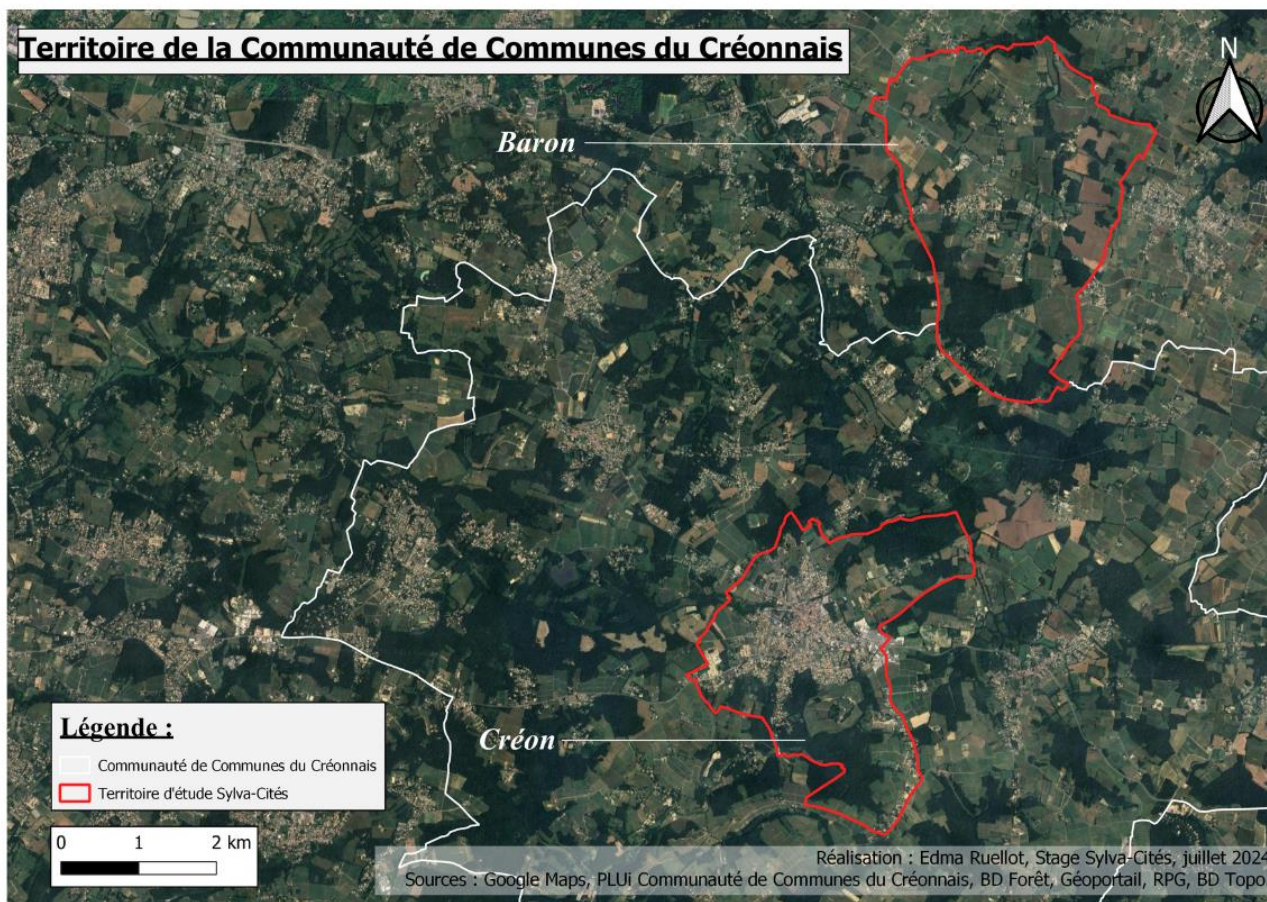 Territoire de la Communauté de Communes du Créonnais
N
Baron
Créon
Légende :
Communauté de Communes du Créonnais
Territoire d'étude Sylva-Cités
0 1 2 km
Réalisation : Edma Ruellot, Stage Sylva-Cités, juillet 2024
Sources : Google Maps, PLUi Communauté de Communes du Créonnais, BD Forêt, Géoportail, RPG, BD Topo